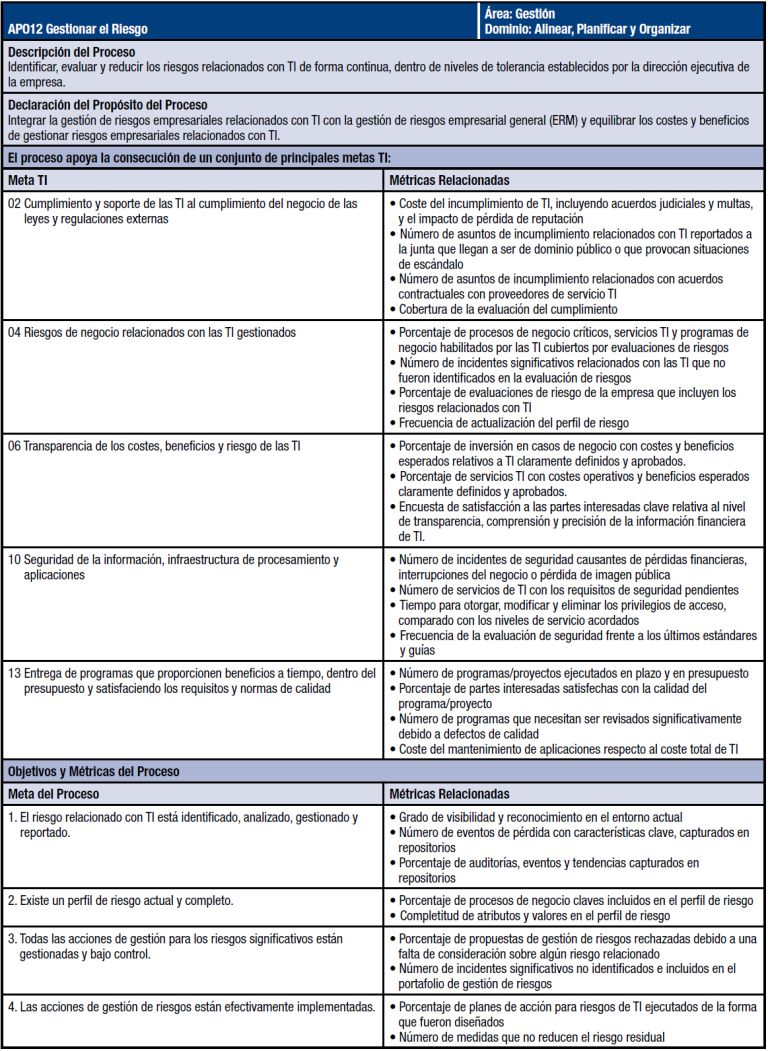 APO12 Gestionar el Riesgo
Área: Gestión
Dominio: Alinear, Planificar y Organizar
Descripción del Proceso
Identificar, evaluar y reducir los riesgos relacionados con TI de forma continua, dentro de niveles de tolerancia establecidos por la dirección ejecutiva de
la empresa.
Declaración del Propósito del Proceso
Integrar la gestión de riesgos empresariales relacionados con TI con la gestión de riesgos empresarial general (ERM) y equilibrar los costes y beneficios
de gestionar riesgos empresariales relacionados con TI.
El proceso apoya la consecución de un conjunto de principales metas TI:
Meta TI
Métricas Relacionadas
02 Cumplimiento y soporte de las TI al cumplimiento del negocio de las
leyes y regulaciones externas
• Coste del incumplimiento de TI, incluyendo acuerdos judiciales y multas,
y el impacto de pérdida de reputación
• Número de asuntos de incumplimiento relacionados con TI reportados a
la junta que llegan a ser de dominio público o que provocan situaciones
de escándalo
• Número de asuntos de incumplimiento relacionados con acuerdos
contractuales con proveedores de servicio TI
• Cobertura de la evaluación del cumplimiento
04 Riesgos de negocio relacionados con las TI gestionados
• Porcentaje de procesos de negocio críticos, servicios TI y programas de
negocio habilitados por las TI cubiertos por evaluaciones de riesgos
• Número de incidentes significativos relacionados con las TI que no
fueron identificados en la evaluación de riesgos
• Porcentaje de evaluaciones de riesgo de la empresa que incluyen los
riesgos relacionados con TI
• Frecuencia de actualización del perfil de riesgo
06 Transparencia de los costes, beneficios y riesgo de las TI
• Porcentaje de inversión en casos de negocio con costes y beneficios
esperados relativos a TI claramente definidos y aprobados.
• Porcentaje de servicios TI con costes operativos y beneficios esperados
claramente definidos y aprobados.
• Encuesta de satisfacción a las partes interesadas clave relativa al nivel
de transparencia, comprensión y precisión de la información financiera
de TI.
10 Seguridad de la información, infraestructura de procesamiento y
aplicaciones
• Número de incidentes de seguridad causantes de pérdidas financieras,
interrupciones del negocio o pérdida de imagen pública
• Número de servicios de TI con los requisitos de seguridad pendientes
• Tiempo para otorgar, modificar y eliminar los privilegios de acceso,
comparado con los niveles de servicio acordados
• Frecuencia de la evaluación de seguridad frente a los últimos estándares
y guías
13 Entrega de programas que proporcionen beneficios a tiempo, dentro del
presupuesto y satisfaciendo los requisitos y normas de calidad
• Número de programas/proyectos ejecutados en plazo y en presupuesto
• Porcentaje de partes interesadas satisfechas con la calidad del
programa/proyecto
• Número de programas que necesitan ser revisados significativamente
debido a defectos de calidad
• Coste del mantenimiento de aplicaciones respecto al coste total de TI
Objetivos y Métricas del Proceso
Meta del Proceso
Métricas Relacionadas
1. El riesgo relacionado con TI está identificado, analizado, gestionado y
reportado.
• Grado de visibilidad y reconocimiento en el entorno actual
• Número de eventos de pérdida con características clave, capturados en
repositorios
• Porcentaje de auditorías, eventos y tendencias capturados en
repositorios
2. Existe un perfil de riesgo actual y completo.
• Porcentaje de procesos de negocio claves incluidos en el perfil de riesgo
• Completitud de atributos y valores en el perfil de riesgo
3. Todas las acciones de gestión para los riesgos significativos están
gestionadas y bajo control.
• Porcentaje de propuestas de gestión de riesgos rechazadas debido a una
falta de consideración sobre algún riesgo relacionado
• Número de incidentes significativos no identificados e incluidos en el
portafolio de gestión de riesgos
4. Las acciones de gestión de riesgos están efectivamente implementadas.
• Porcentaje de planes de acción para riesgos de TI ejecutados de la forma
que fueron diseñados
• Número de medidas que no reducen el riesgo residual